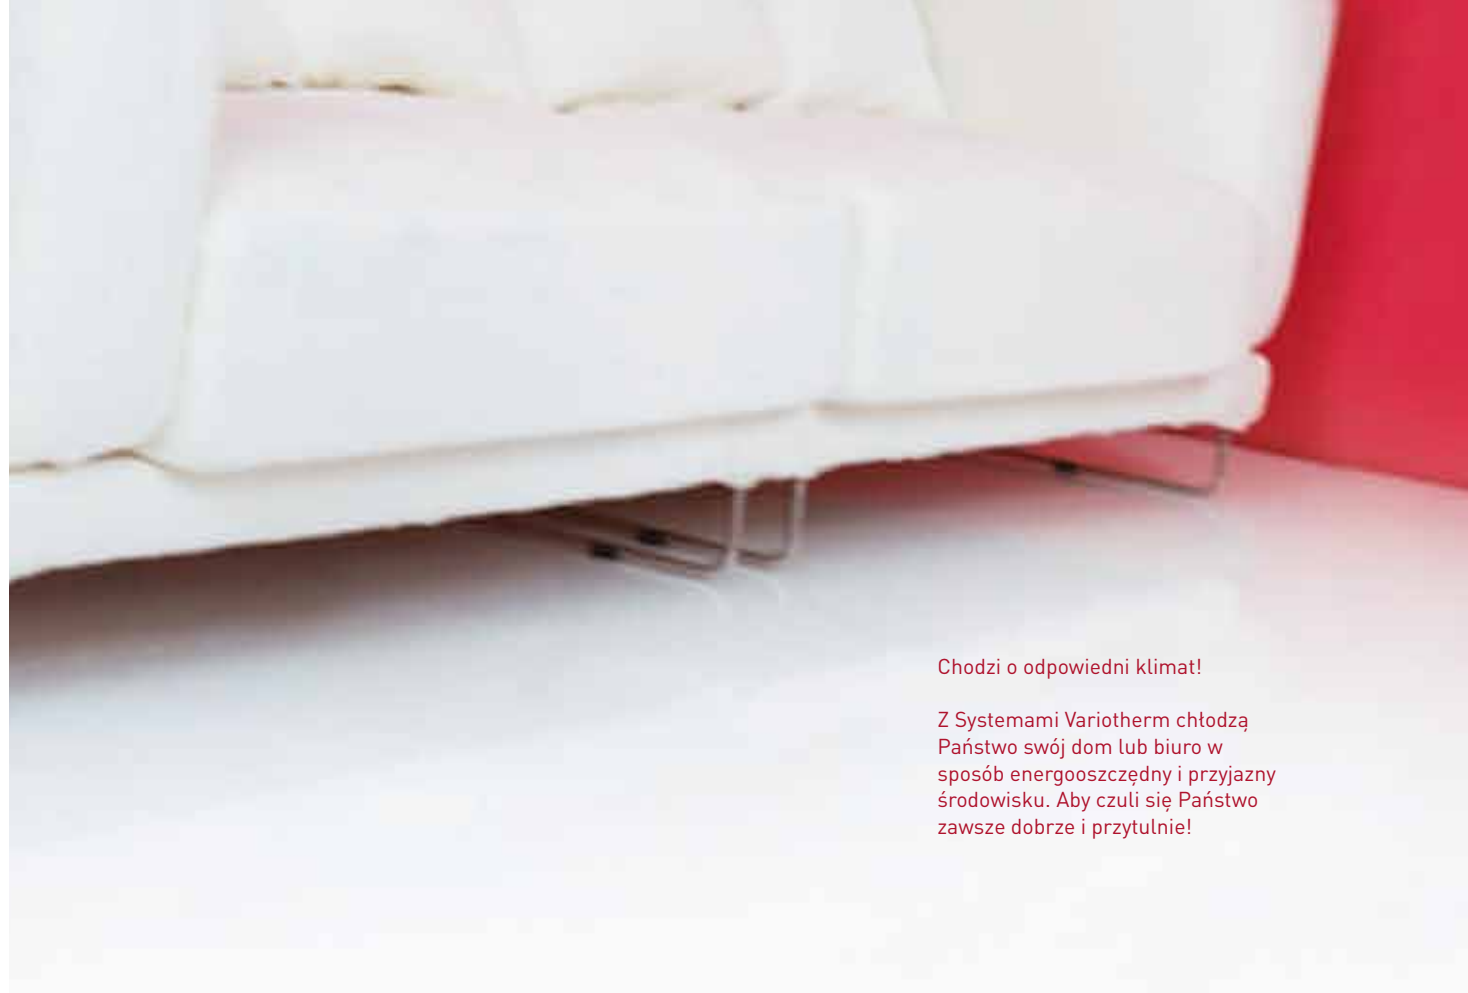 Chodzi o odpowiedni klimat!
Z Systemami Variotherm chłodzą
Państwo swój dom lub biuro w
sposób energooszczędny i przyjazny
środowisku. Aby czuli się Państwo
zawsze dobrze i przytulnie!